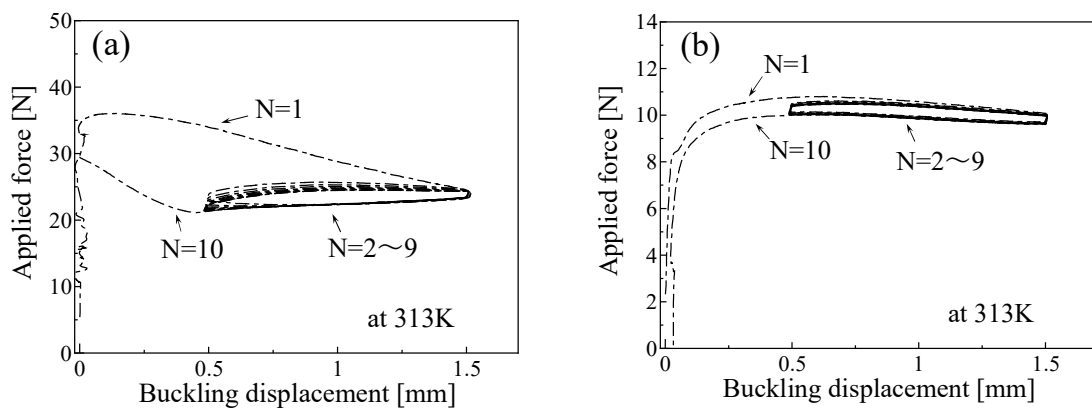 (a)
Applied force [N]
50
40
30
20
10
0
N=1
N=10
N=2～9
at 313K
0
0.5
1
1.5
Buckling displacement [mm]
(b)
Applied force [N]
14
12
10
8
6
4
2
0
N=1
N=10
N=2～9
at 313K
0
0.5
1
1.5
Buckling displacement [mm]